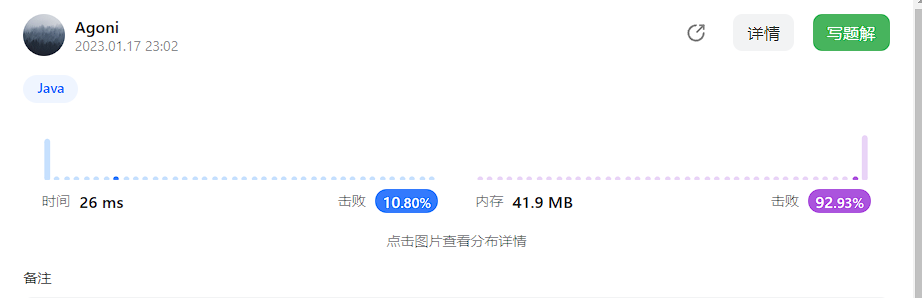 Agoni
2023.01.17 23:02
详情
写题解
Java
时间 26 ms 击败 10.80%
内存 41.9 MB 击败 92.93%
点击图片查看分布详情
备注